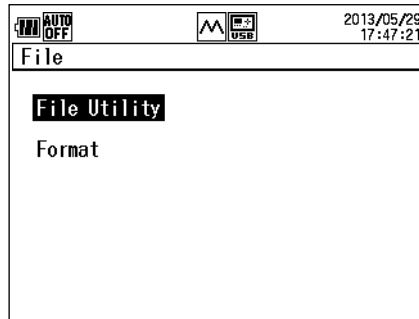 AUTO OFF
USB
2013/05/29
17:47:21
File
File Utility
Format